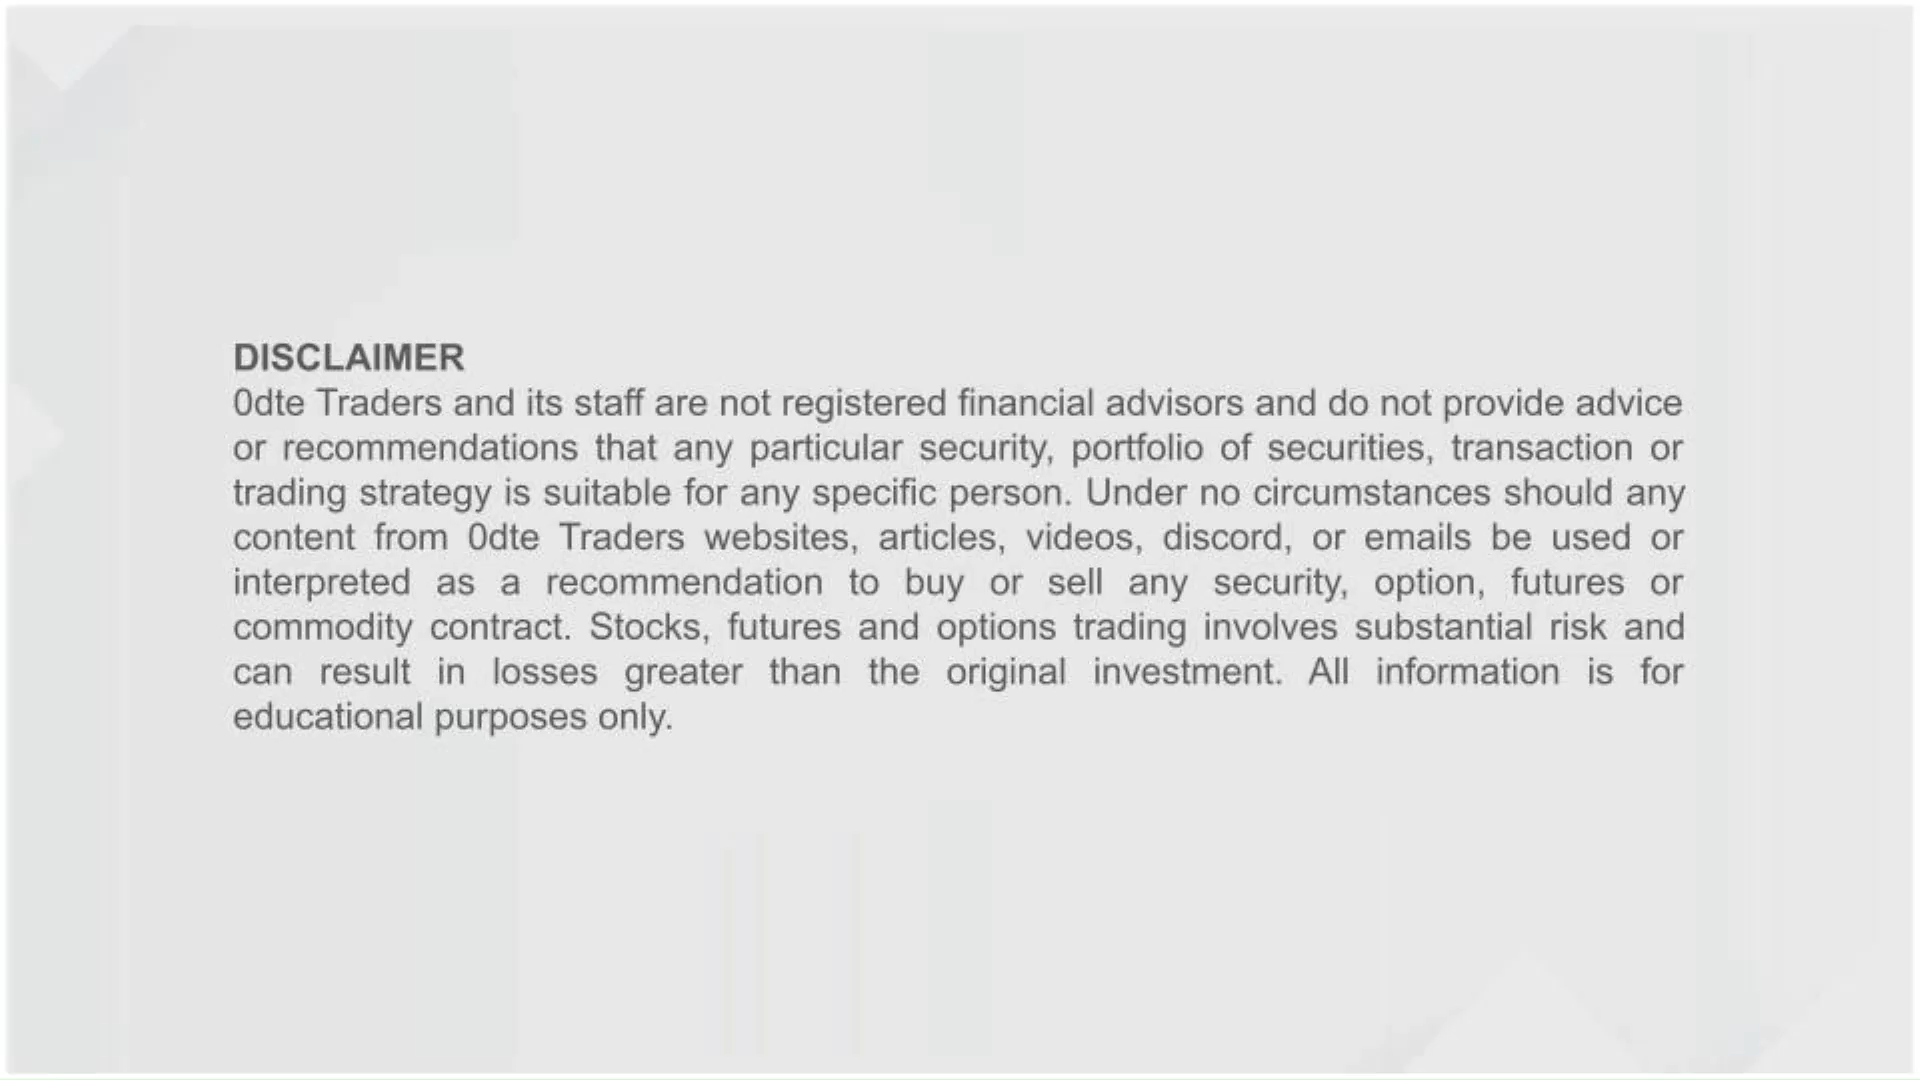 DISCLAIMER
0dte Traders and its staff are not registered financial advisors and do not provide advice
or recommendations that any particular security, portfolio of securities, transaction or
trading strategy is suitable for any specific person. Under no circumstances should any
content from 0dte Traders websites, articles, videos, discord, or emails be used or
interpreted as a recommendation to buy or sell any security, option, futures or
commodity contract. Stocks, futures and options trading involves substantial risk and
can result in losses greater than the original investment. All information is for
educational purposes only.